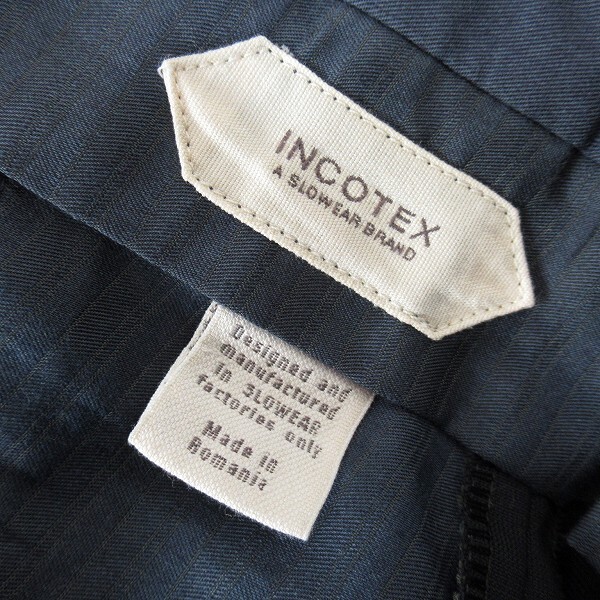 INCOTEX
A SLOWEAR BRAND
Designed and
manufactured
in SLOWEAR
factories only
Made in
Romania